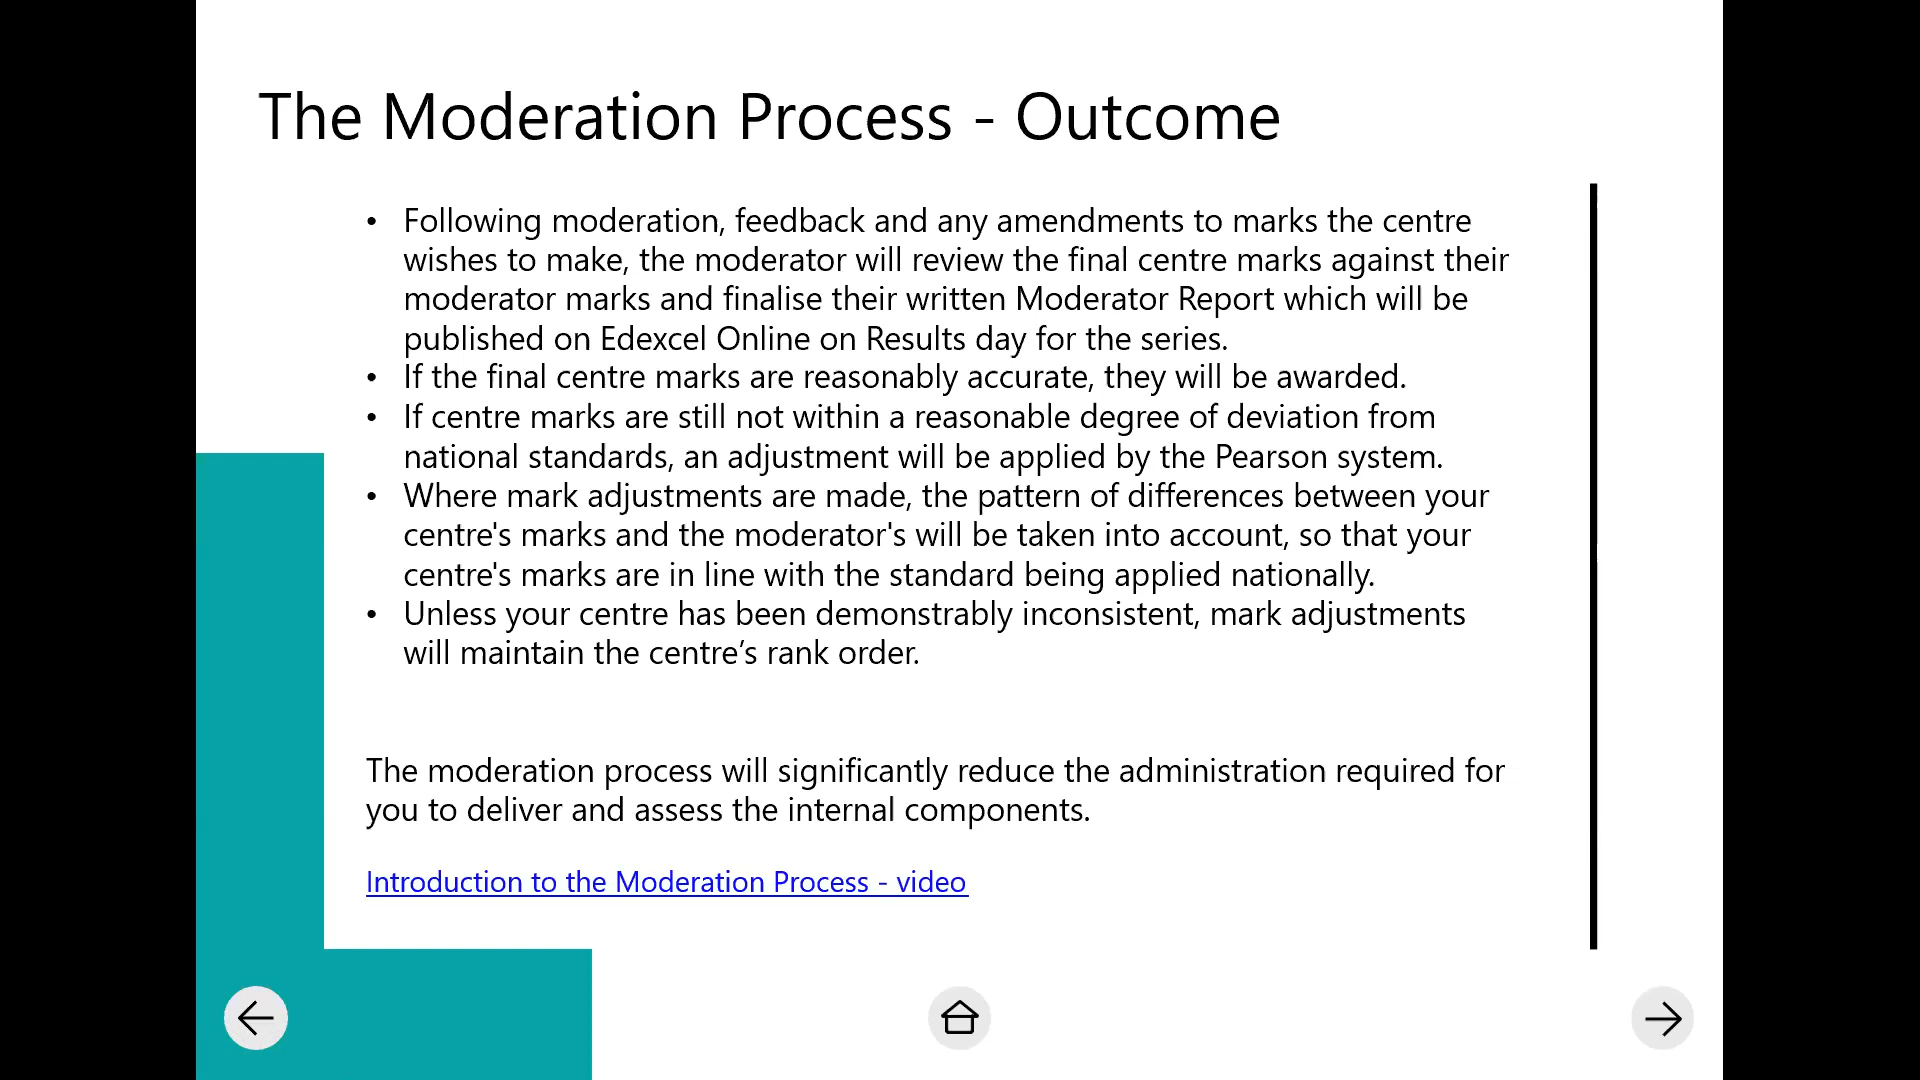 The Moderation Process - Outcome
• Following moderation, feedback and any amendments to marks the centre
wishes to make, the moderator will review the final centre marks against their
moderator marks and finalise their written Moderator Report which will be
published on Edexcel Online on Results day for the series.
• If the final centre marks are reasonably accurate, they will be awarded.
• If centre marks are still not within a reasonable degree of deviation from
national standards, an adjustment will be applied by the Pearson system.
• Where mark adjustments are made, the pattern of differences between your
centre's marks and the moderator's will be taken into account, so that your
centre's marks are in line with the standard being applied nationally.
• Unless your centre has been demonstrably inconsistent, mark adjustments
will maintain the centre’s rank order.
The moderation process will significantly reduce the administration required for
you to deliver and assess the internal components.
Introduction to the Moderation Process - video